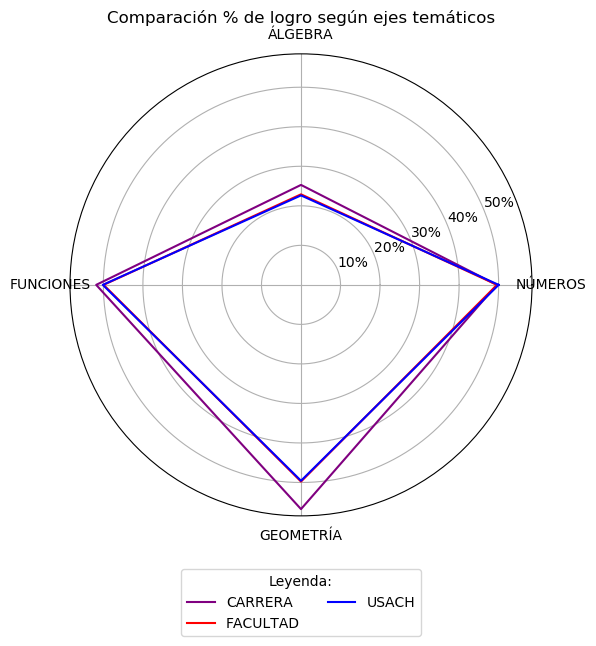 Comparación % de logro según ejes temáticos
ÁLGEBRA
50%
40%
30%
20%
10%
FUNCIONES
NÚMEROS
GEOMETRÍA
Leyenda:
CARRERA
USACH
FACULTAD